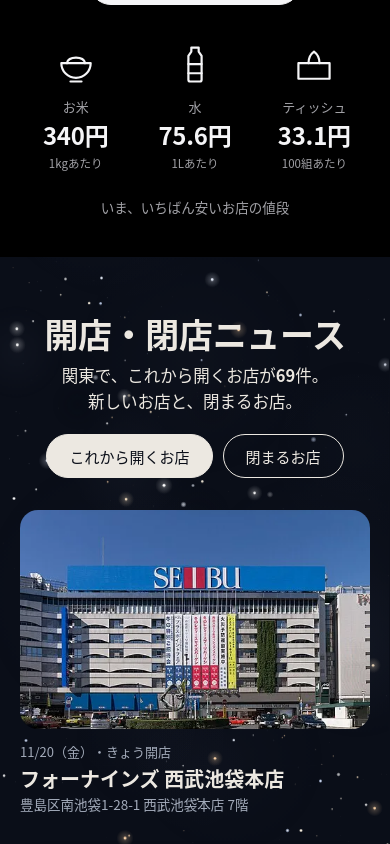 お米
水
ティッシュ
340円
75.6円
33.1円
1kgあたり
1Lあたり
100組あたり
いま、いちばん安いお店の値段
開店・閉店ニュース
関東で、これから開くお店が69件。
新しいお店と、閉まるお店。
これから開くお店
閉まるお店
SEIBU
11/20（金）・きょう開店
フォーナインズ 西武池袋本店
豊島区南池袋1-28-1 西武池袋本店 7階